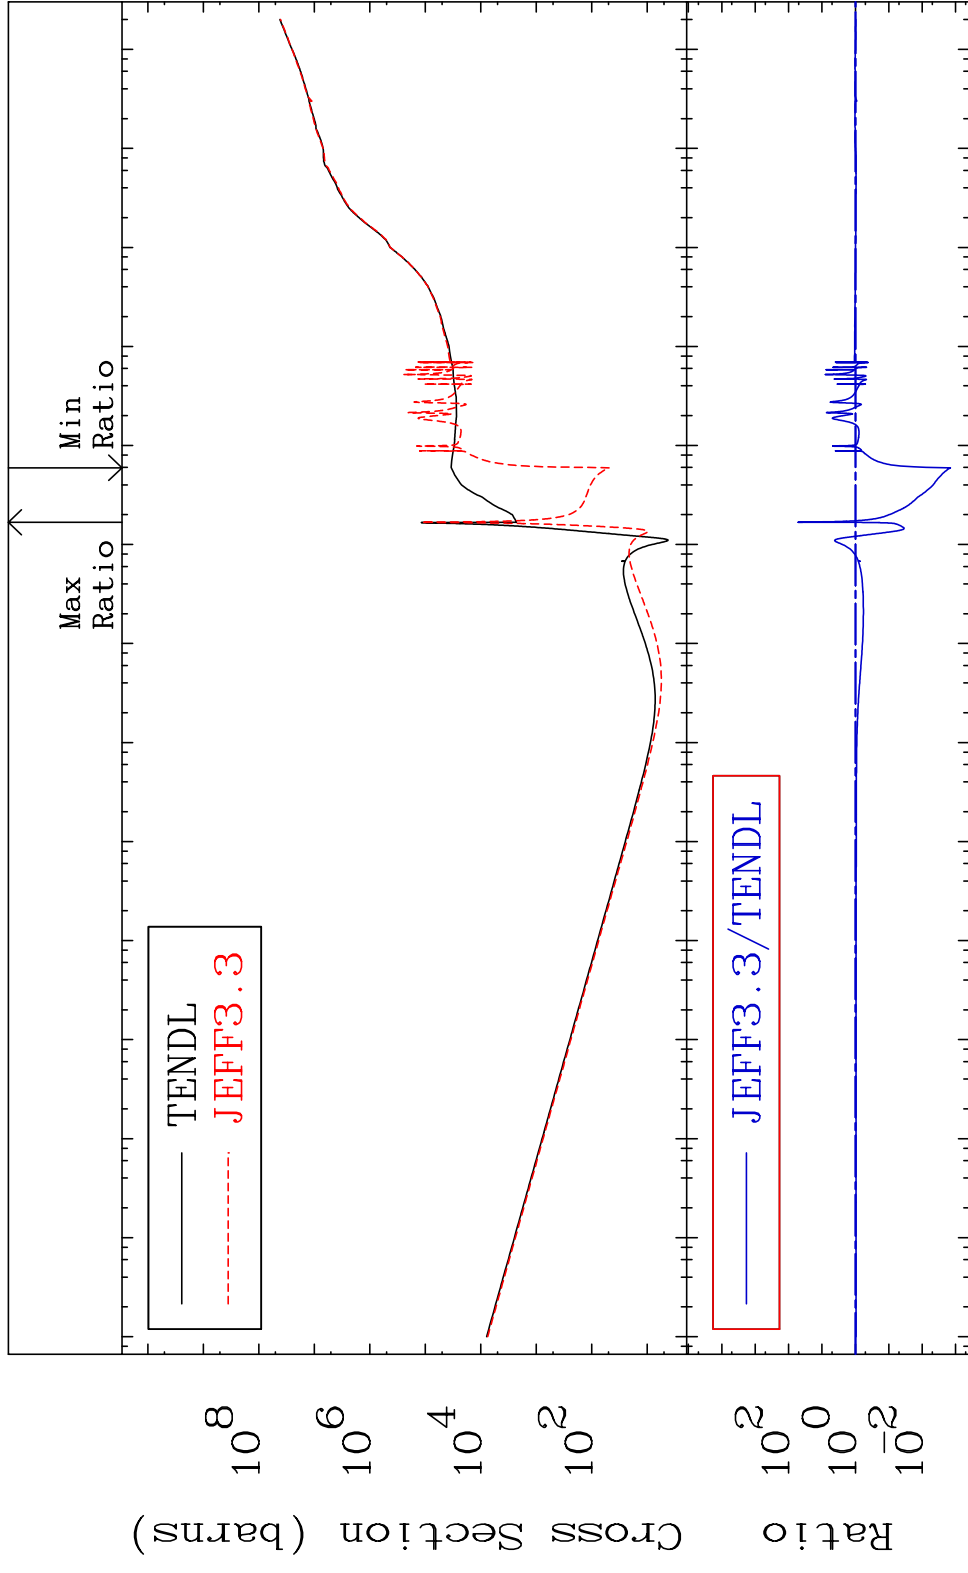 Max
Ratio
Min
Ratio
Cross Section (barns)
10^8
10^6
10^4
10^2
TENDL
JEFF3.3
Ratio
10^2
10^0
10^-2
JEFF3.3/TENDL